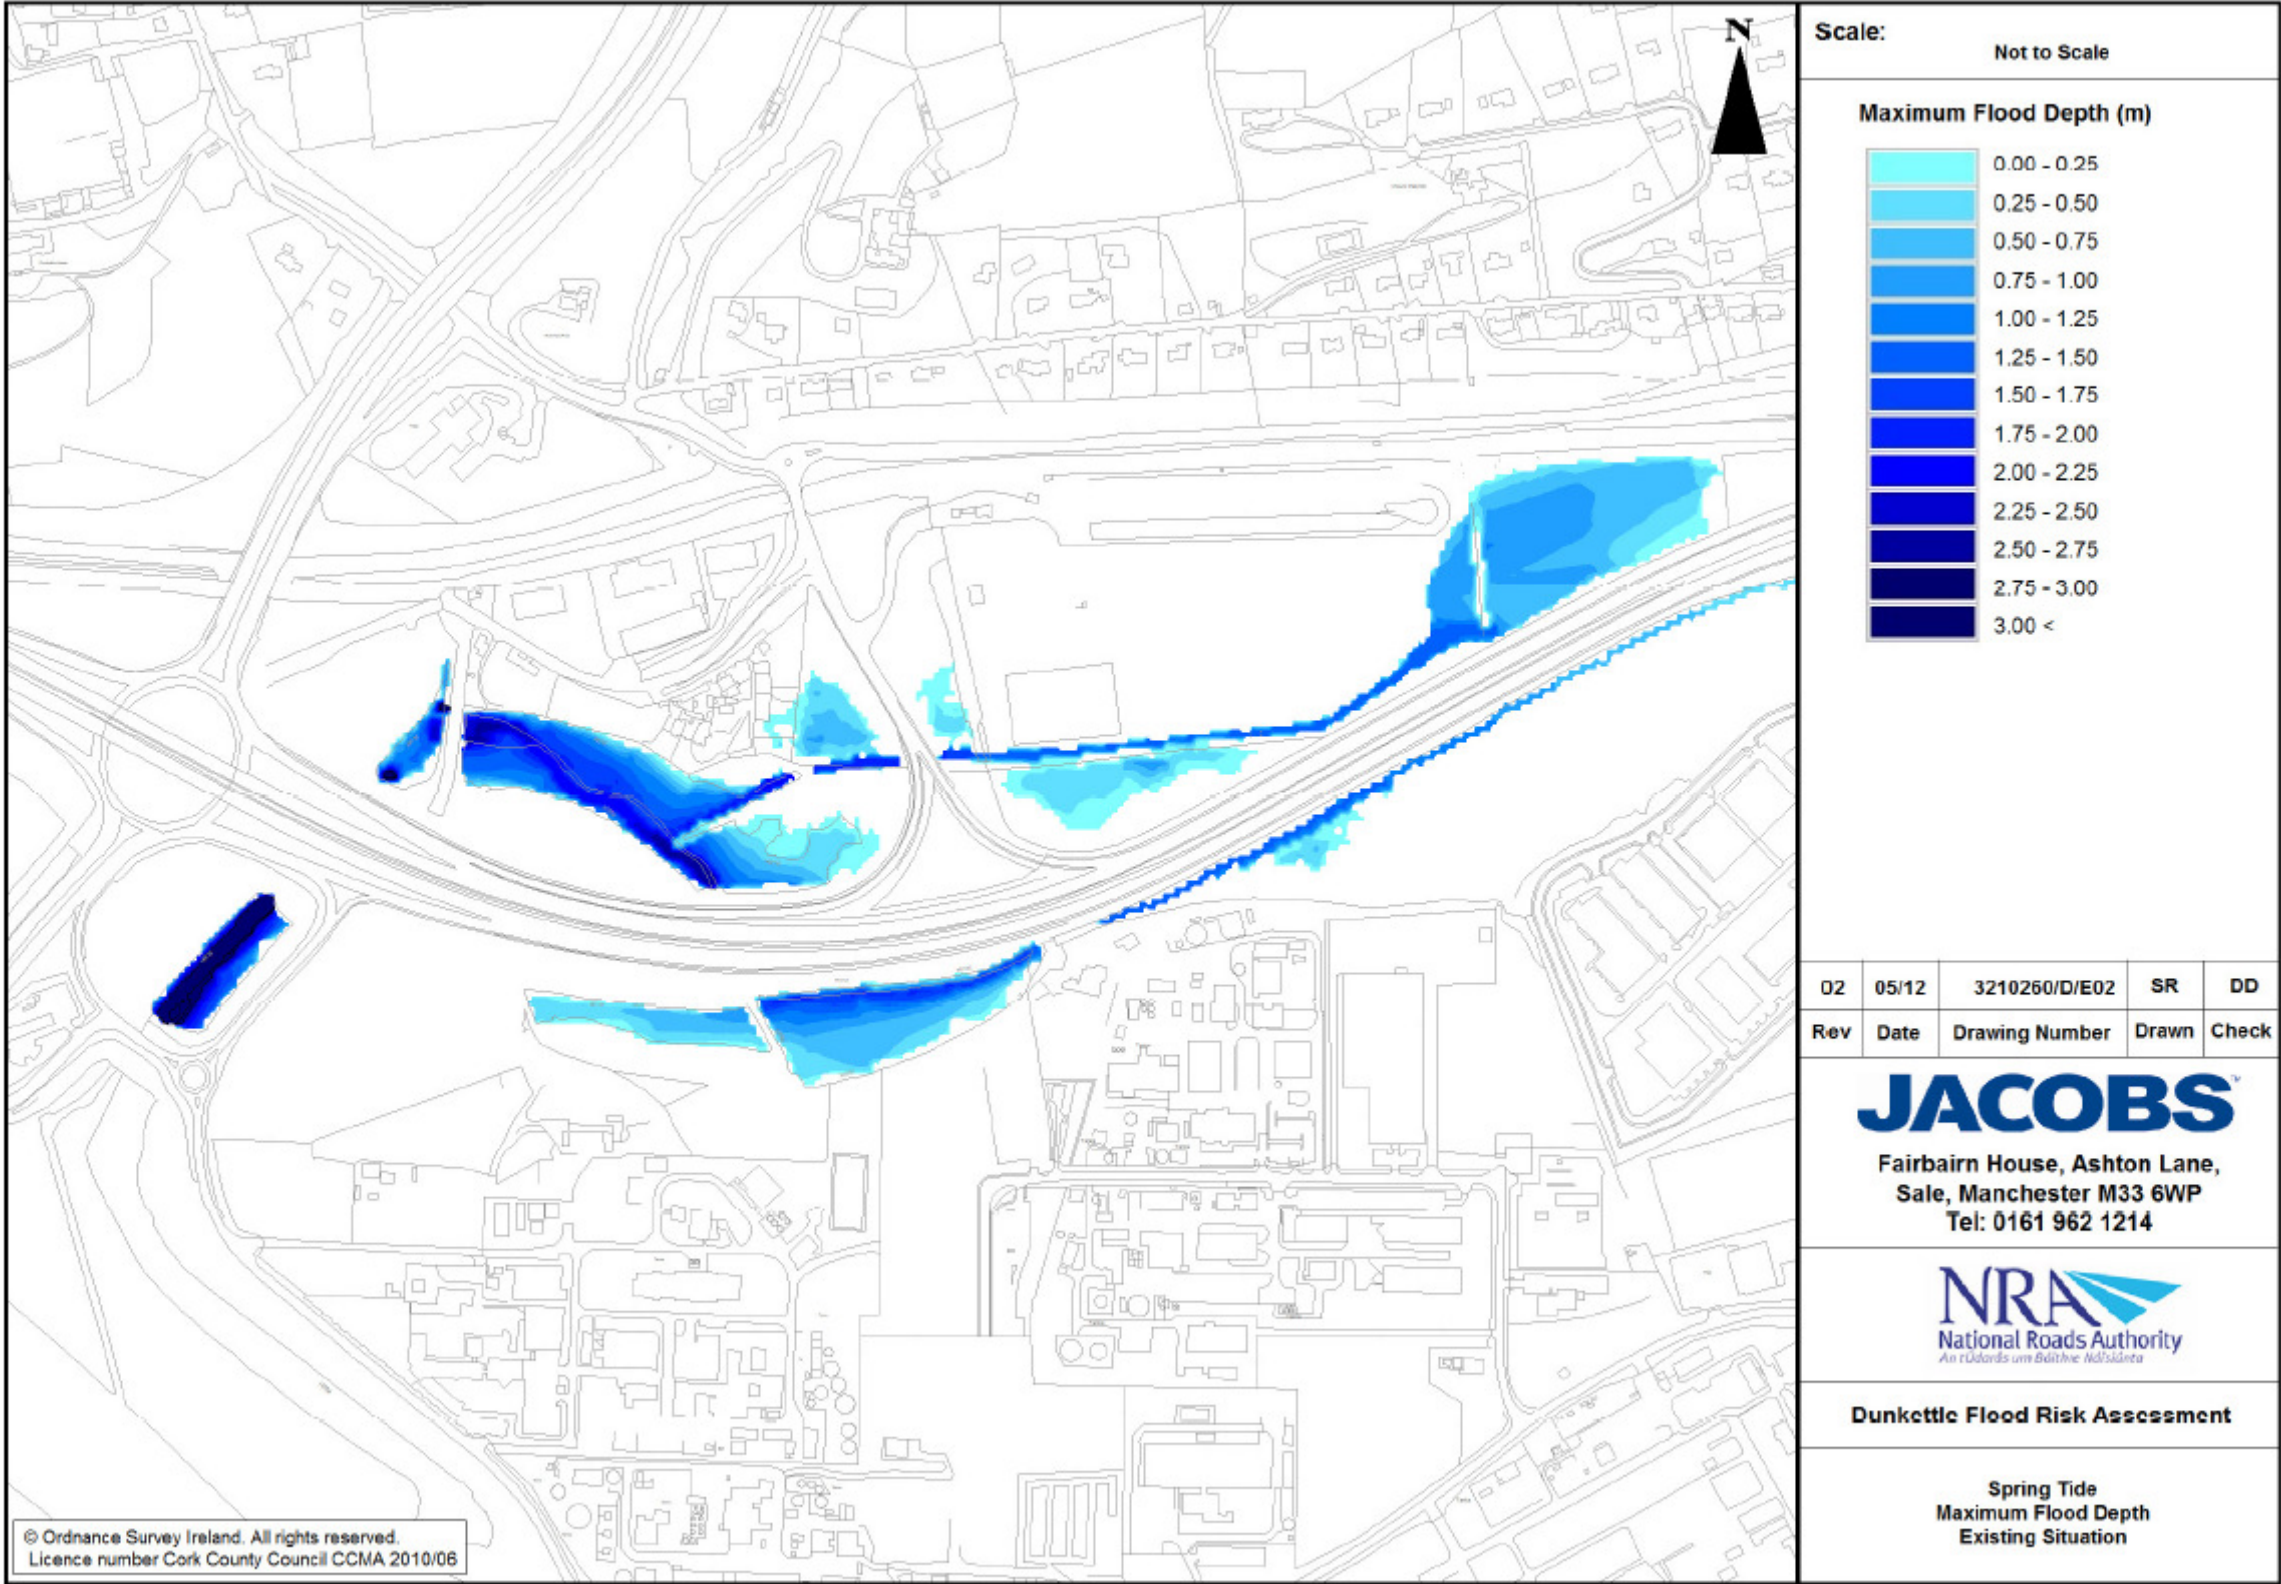 N
Scale:
Not to Scale
Maximum Flood Depth (m)
0.00 - 0.25
0.25 - 0.50
0.50 - 0.75
0.75 - 1.00
1.00 - 1.25
1.25 - 1.50
1.50 - 1.75
1.75 - 2.00
2.00 - 2.25
2.25 - 2.50
2.50 - 2.75
2.75 - 3.00
3.00 <
02 05/12 3210260/D/E02 SR DD
Rev Date Drawing Number Drawn Check
JACOBS
Fairbairn House, Ashton Lane,
Sale, Manchester M33 6WP
Tel: 0161 962 1214
NRA
National Roads Authority
Dunkettle Flood Risk Assessment
Spring Tide
Maximum Flood Depth
Existing Situation
© Ordnance Survey Ireland. All rights reserved.
Licence number Cork County Council CCMA 2010/06